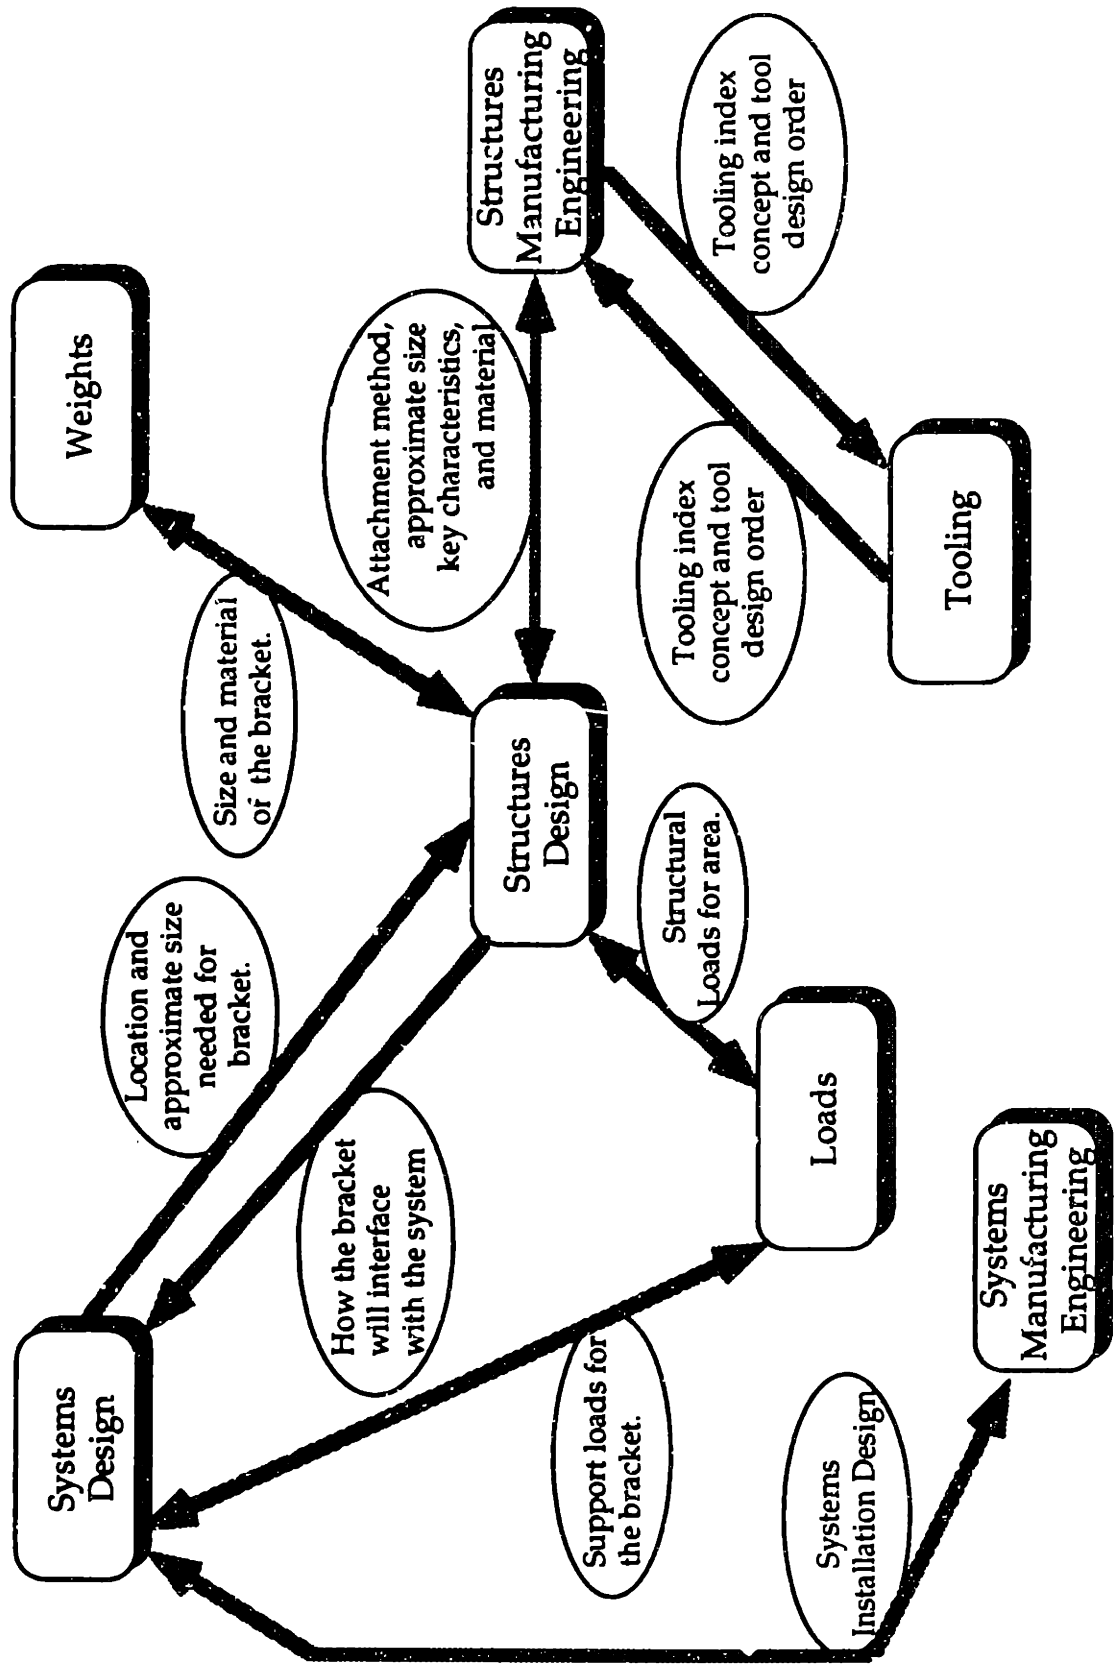 Systems
Design
Weights
Location and
approximate size
needed for
bracket.
Size and material
of the bracket.
How the bracket
will interface
with the system
Attachment method,
approximate size
key characteristics,
and material
Structures
Design
Structures
Manufacturing
Engineering
Support loads for
the bracket.
Structural
Loads for area.
Tooling index
concept and tool
design order
Tooling index
concept and tool
design order
Systems
Installation Design
Loads
Tooling
Systems
Manufacturing
Engineering